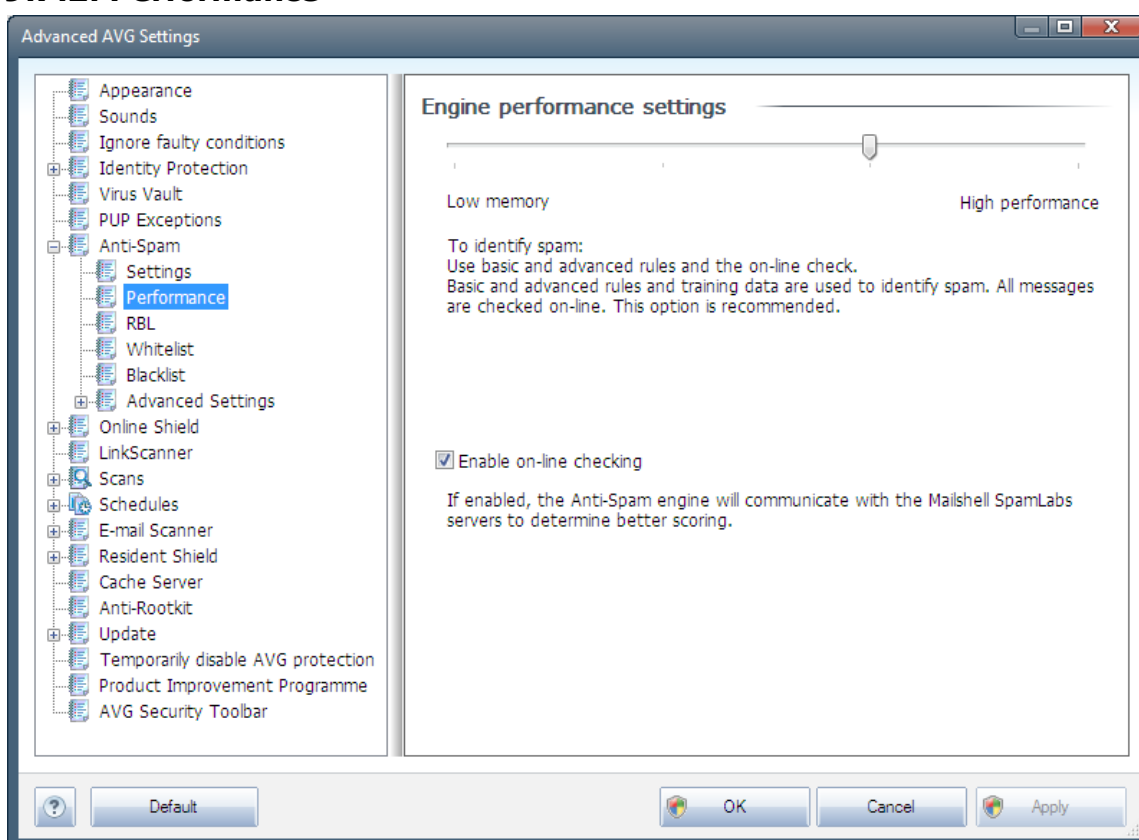 Advanced AVG Settings
X
Appearance
Sounds
Ignore faulty conditions
Identity Protection
Virus Vault
PUP Exceptions
Anti-Spam
Settings
Performance
RBL
Whitelist
Blacklist
Advanced Settings
Online Shield
LinkScanner
Scans
Schedules
E-mail Scanner
Resident Shield
Cache Server
Anti-Rootkit
Update
Temporarily disable AVG protection
Product Improvement Programme
AVG Security Toolbar
Engine performance settings
Low memory
High performance
To identify spam:
Use basic and advanced rules and the on-line check.
Basic and advanced rules and training data are used to identify spam. All messages
are checked on-line. This option is recommended.
Enable on-line checking
If enabled, the Anti-Spam engine will communicate with the Mailshell SpamLabs
servers to determine better scoring.
?
Default
OK
Cancel
Apply